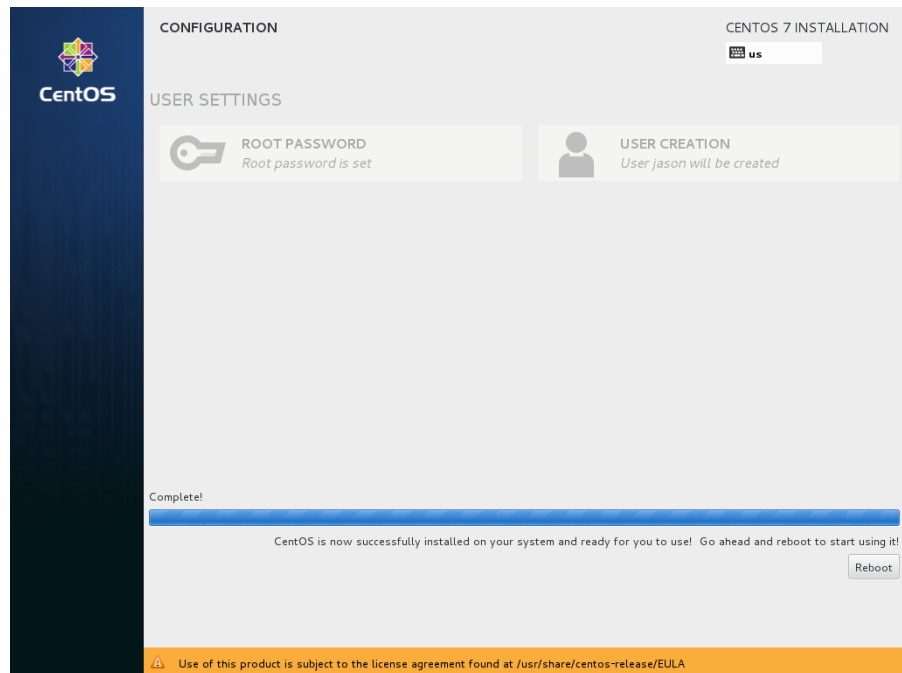 CONFIGURATION
CENTOS 7 INSTALLATION
us
CentOS
USER SETTINGS
ROOT PASSWORD
Root password is set
USER CREATION
User jason will be created
Complete!
CentOS is now successfully installed on your system and ready for you to use! Go ahead and reboot to start using it!
Reboot
Use of this product is subject to the license agreement found at /usr/share/centos-release/EULA